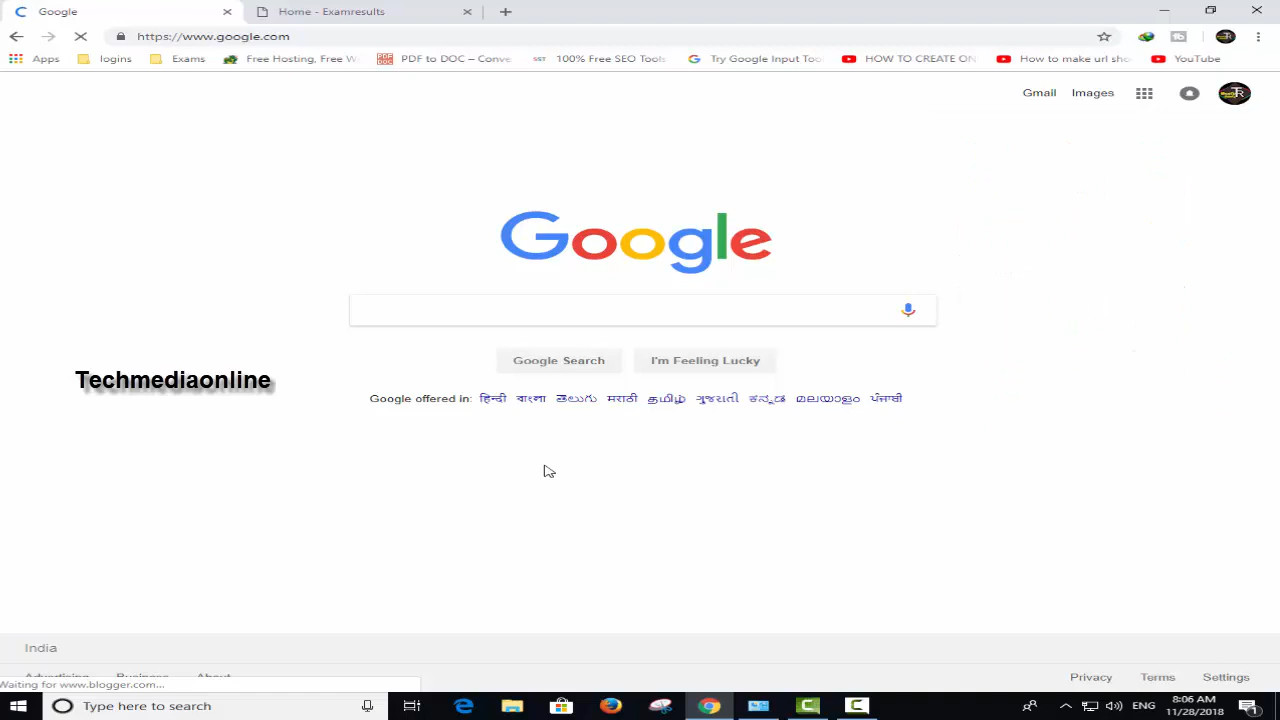 Google
Home - Examresults
https://www.google.com
Apps
logins
Exams
Free Hosting, Free W
PDF to DOC – Conve
100% Free SEO Tools
Try Google Input Too
HOW TO CREATE ON
How to make url sho
YouTube
Gmail
Images
Google
Google Search
I'm Feeling Lucky
Techmediaonline
Google offered in: हिन्दी বাংলা తెలుగు मराठी தமிழ் ગુજરાતી ಕನ್ನಡ മലയാളം ਪੰਜਾਬੀ
India
Advertising
Business
About
Privacy
Terms
Settings
Waiting for www.blogger.com...
Type here to search
ENG
8:06 AM
11/28/2018